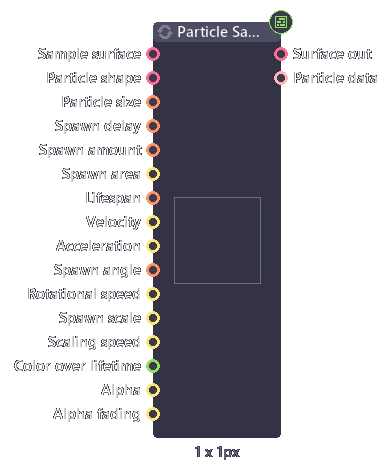 Particle Sa...
Sample surface
Surface out
Particle shape
Particle data
Particle size
Spawn delay
Spawn amount
Spawn area
Lifespan
Velocity
Acceleration
Spawn angle
Rotational speed
Spawn scale
Scaling speed
Color over lifetime
Alpha
Alpha fading
1 x 1px